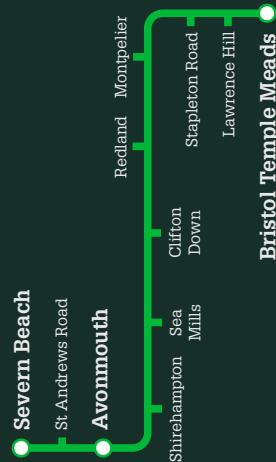 Severn Beach
St Andrews Road
Avonmouth
Shirehampton
Sea
Mills
Clifton
Down
Redland
Montpelier
Stapleton Road
Lawrence Hill
Bristol Temple Meads